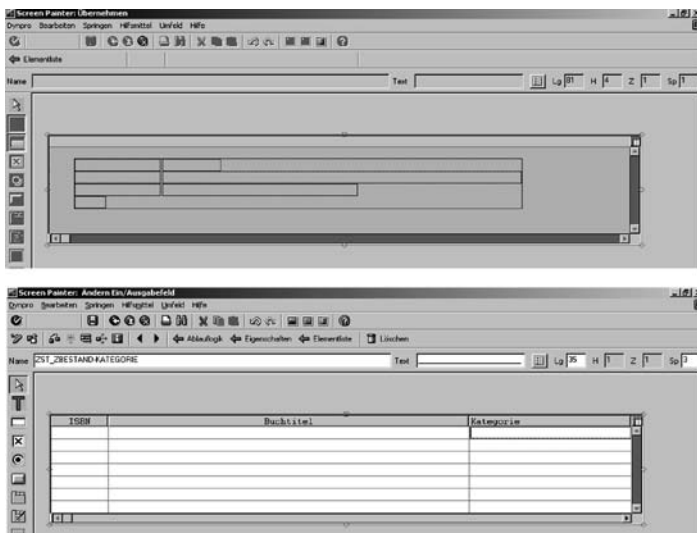 Screen Painter: Übernehmen
Dynpro Bearbeiten Springen Hilfsmittel Umfeld Hilfe
Elementliste
Name Text Lg 81 H 4 Z 1 Sp 1
Screen Painter: Ändern Ein/Ausgabefeld
Dynpro Bearbeiten Springen Hilfsmittel Umfeld Hilfe
Ablauflogik Eigenschaften Elementliste Löschen
Name ZST_ZBESTAND-KATEGORIE Text Lg 35 H 1 Z 1 Sp 3
ISBN Buchtitel Kategorie